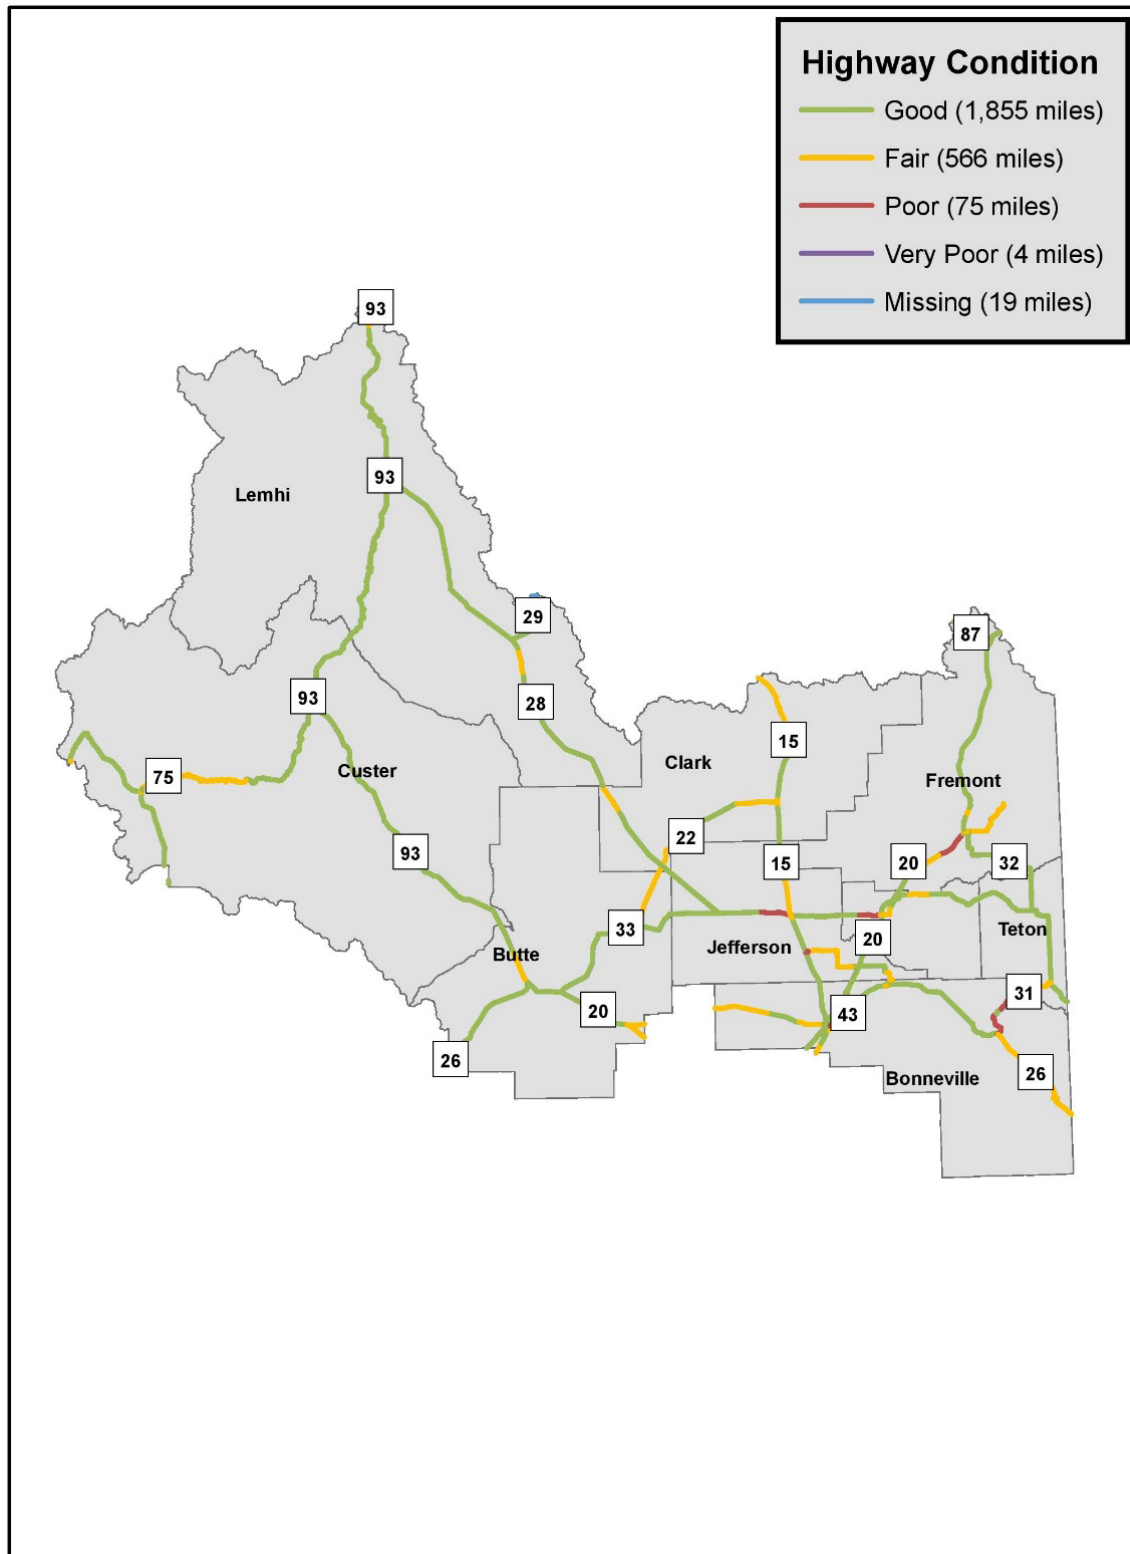 Highway Condition
Good (1,855 miles)
Fair (566 miles)
Poor (75 miles)
Very Poor (4 miles)
Missing (19 miles)
93
93
Lemhi
29
87
93
28
15
Clark
75
Custer
Fremont
22
93
15
20
32
33
20
Teton
Jefferson
Butte
31
20
43
26
26
Bonneville